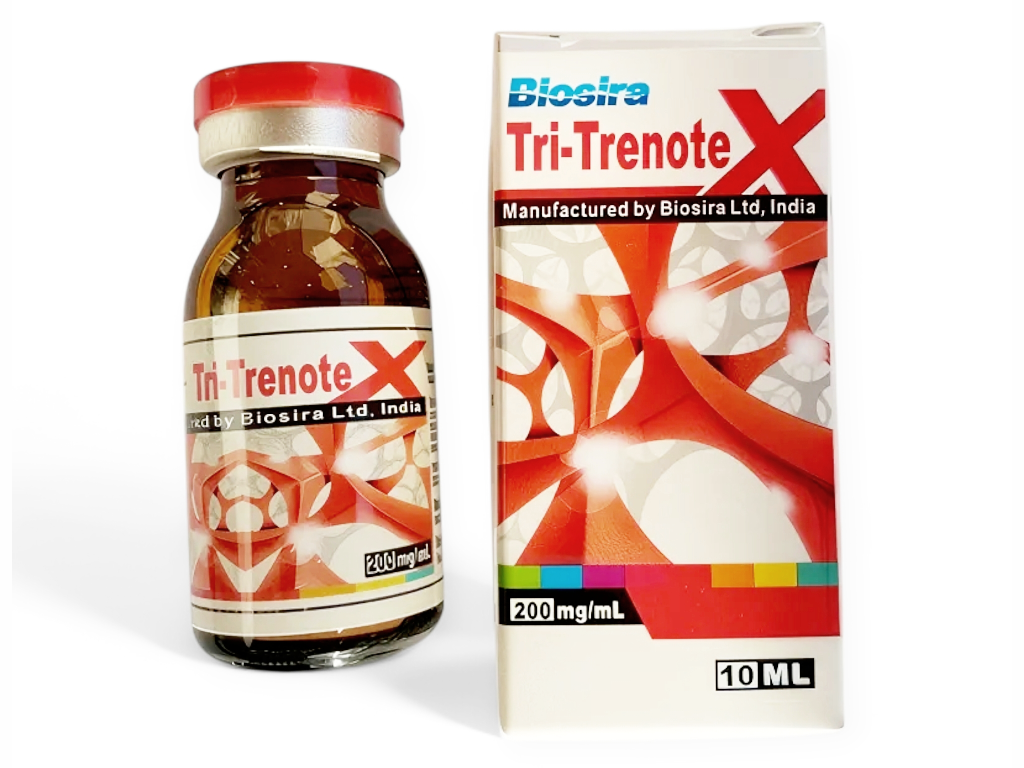 Tri-Trenote X
red by Biosira Ltd, India
200 mg/mL
Biosira
Tri-Trenote X
Manufactured by Biosira Ltd, India
200 mg/mL
10 ML